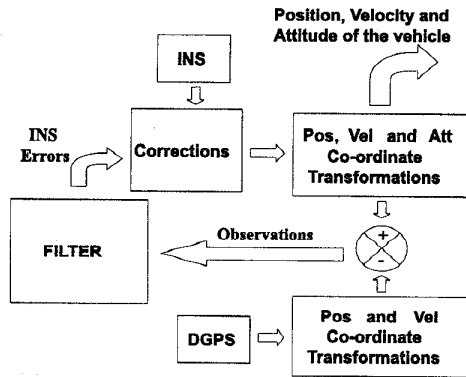 Position, Velocity and
Attitude of the vehicle
INS
INS
Errors
Corrections
Pos, Vel and Att
Co-ordinate
Transformations
+
-
Observations
FILTER
DGPS
Pos and Vel
Co-ordinate
Transformations